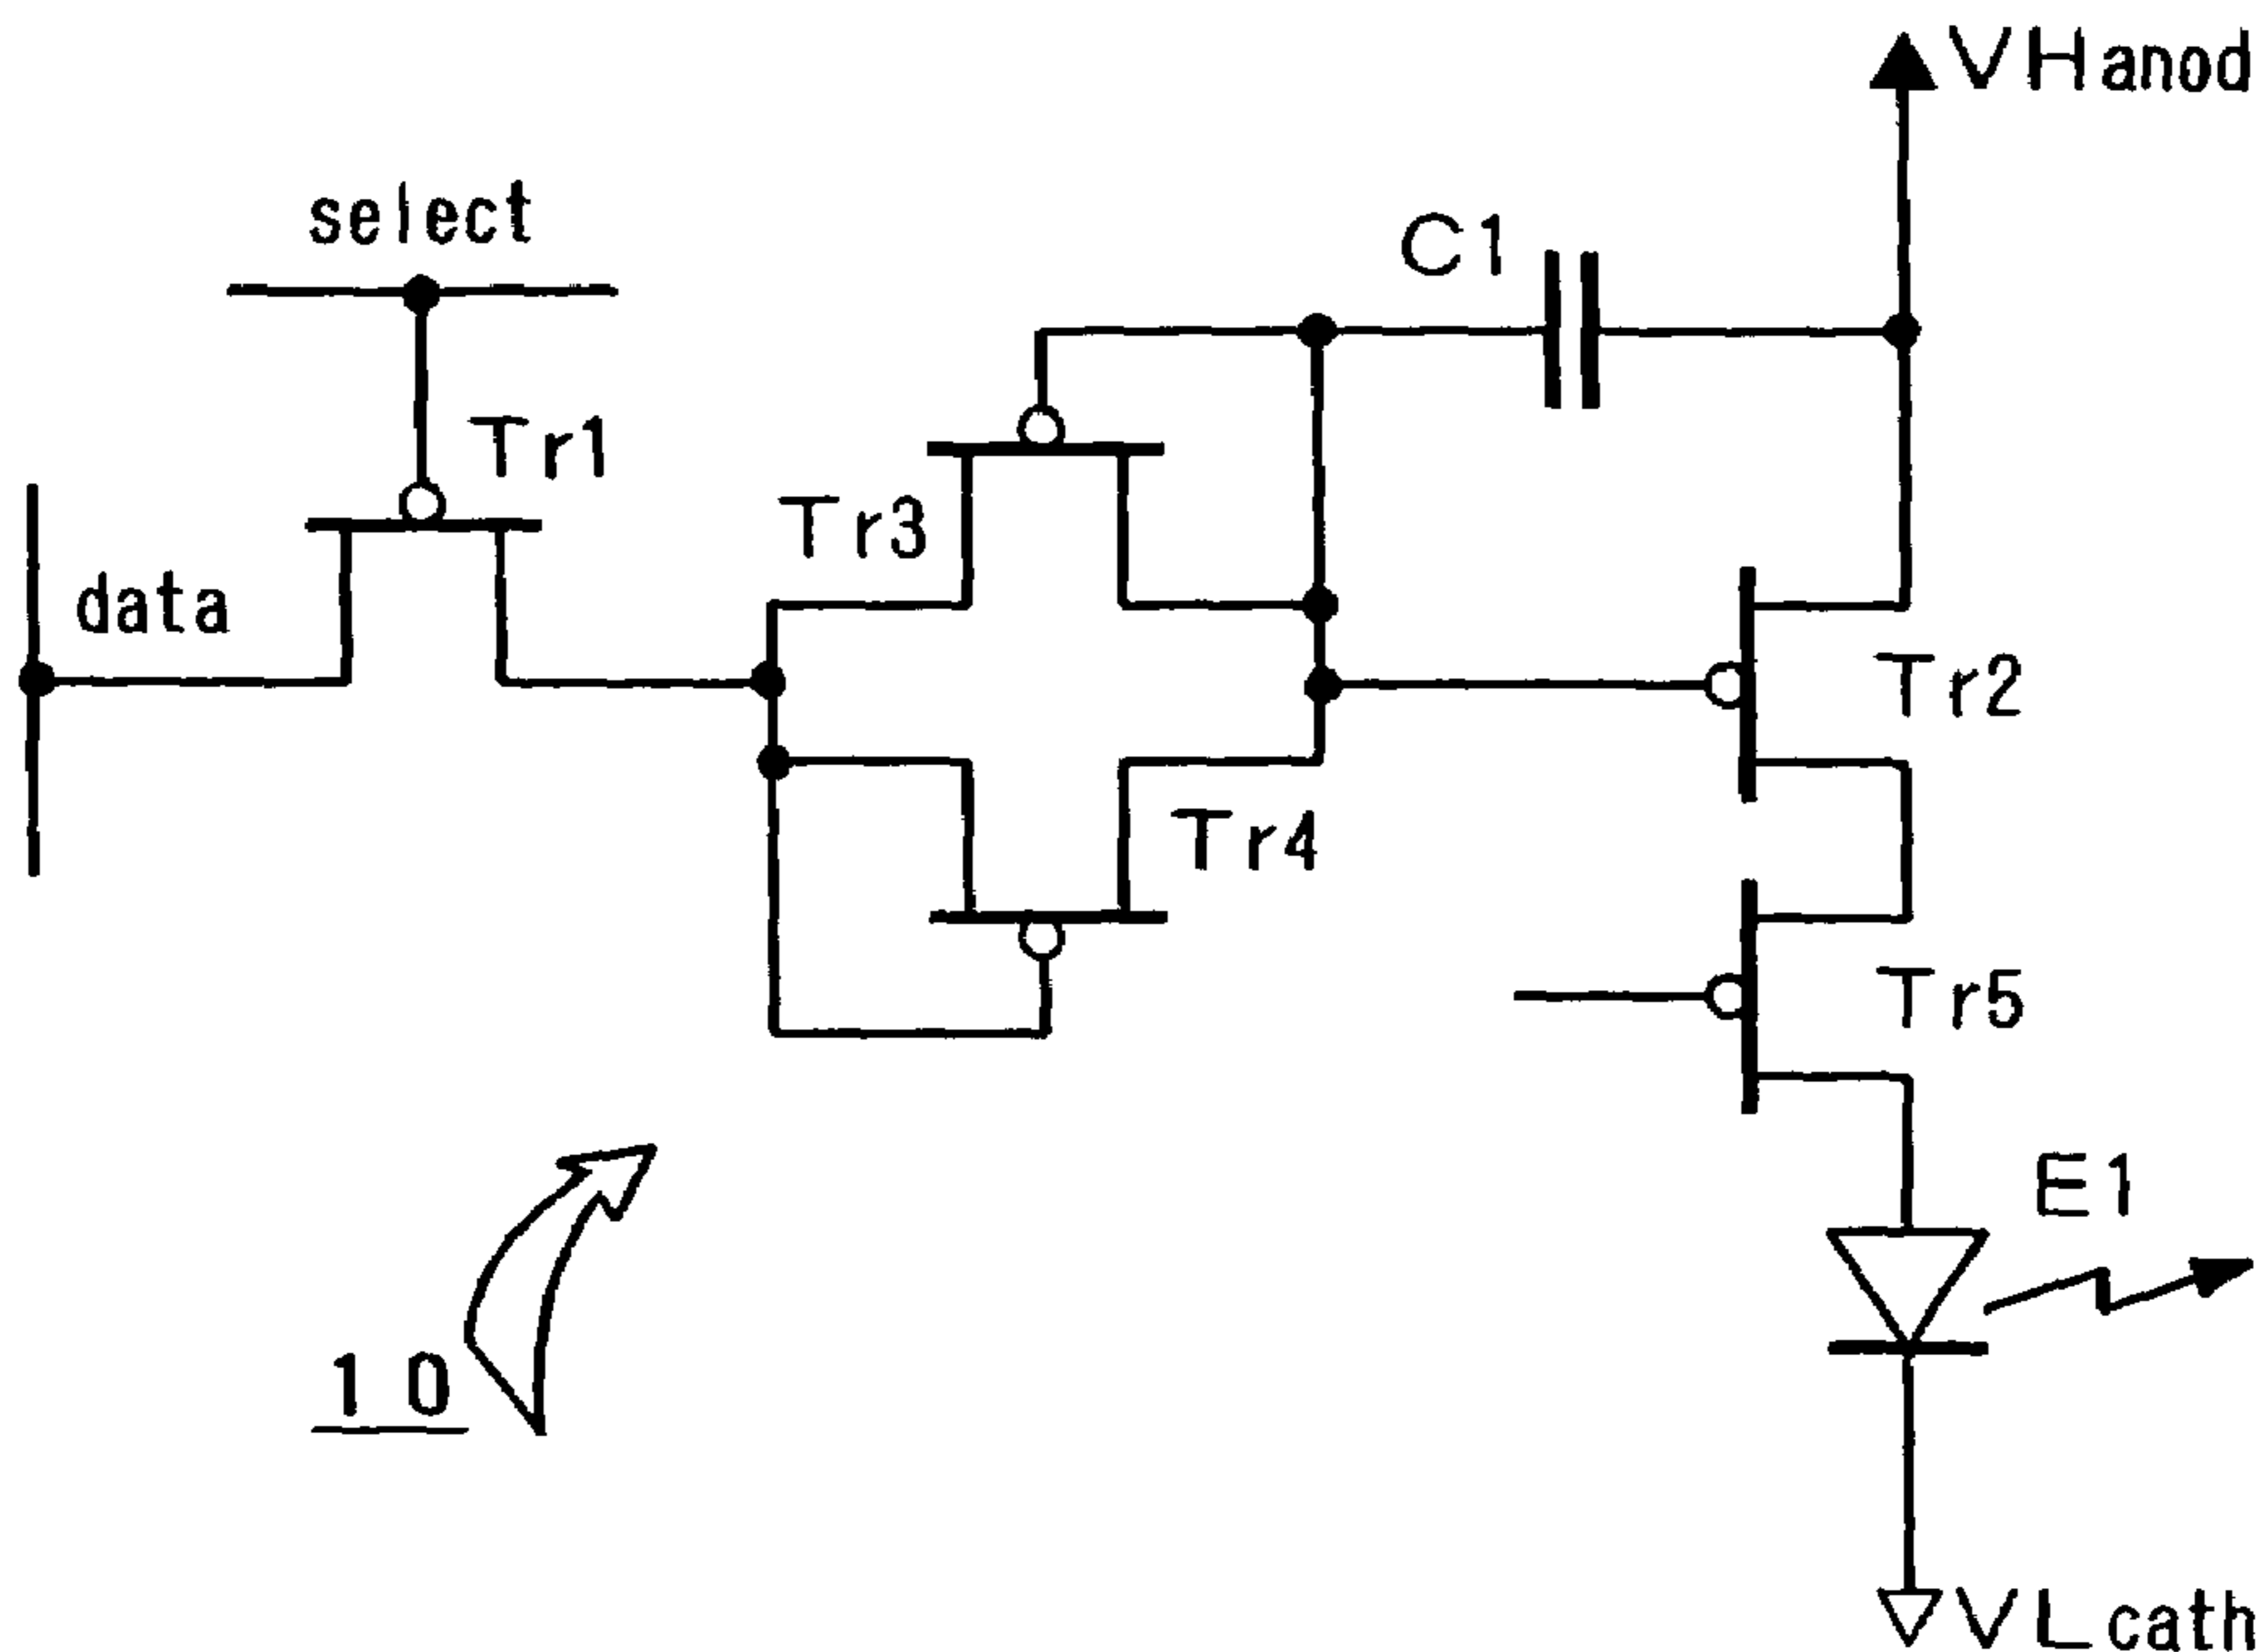 VHanod
select
C1
Tr1
Tr3
data
Tr2
Tr4
Tr5
E1
10
VLcath